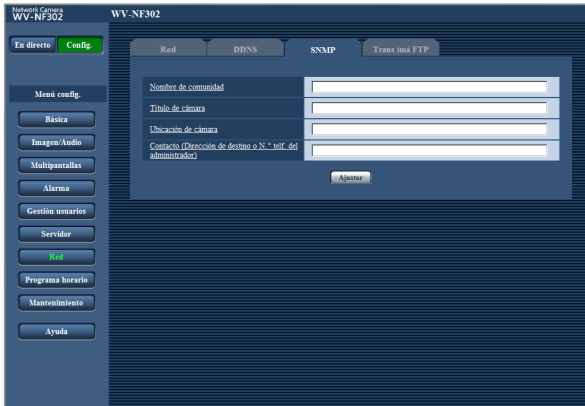 Network Camera
WV-NF302
WV-NF302
En directo
Config.
Red
DDNS
SNMP
Trans imá FTP
Menú config.
Básica
Imagen/Audio
Multipantallas
Alarma
Gestión usuarios
Servidor
Red
Programa horario
Mantenimiento
Ayuda
Nombre de comunidad
Título de cámara
Ubicación de cámara
Contacto (Dirección de destino o N.° telf. del
administrador)
Ajustar